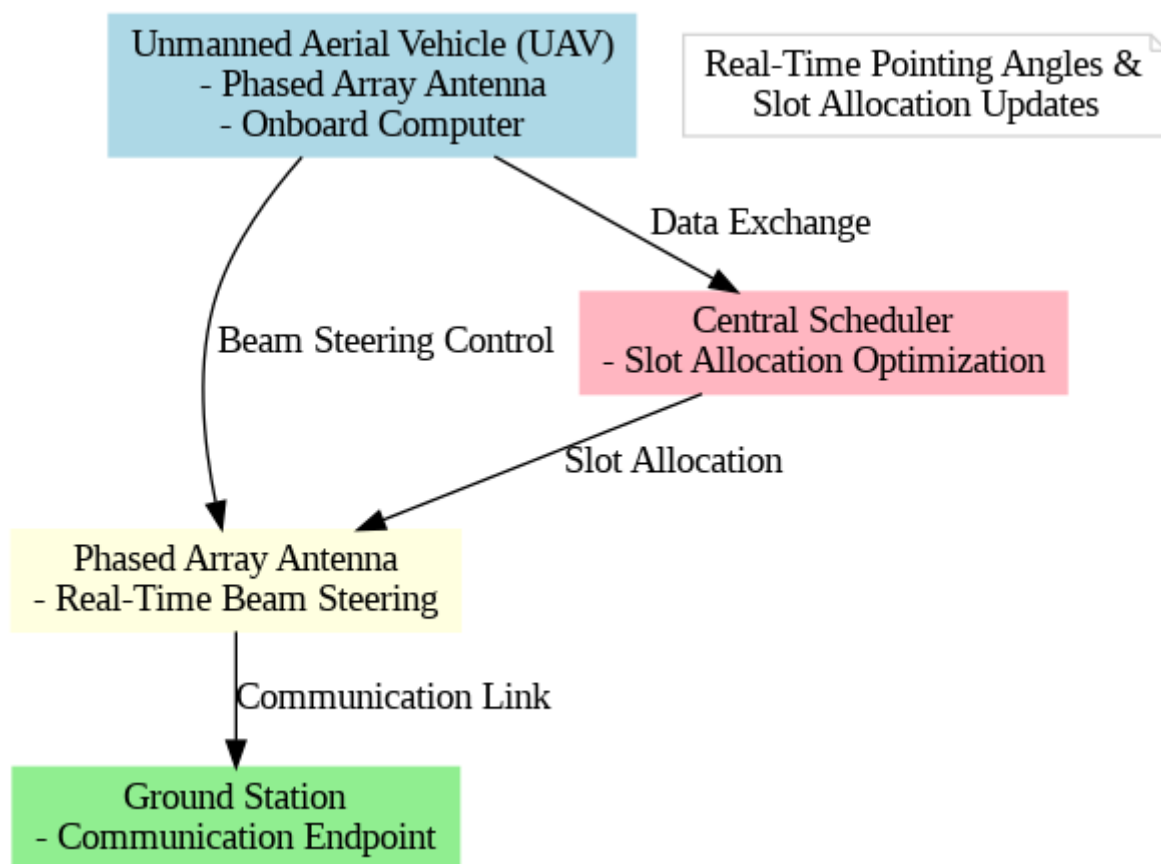 Unmanned Aerial Vehicle (UAV)
- Phased Array Antenna
- Onboard Computer
Real-Time Pointing Angles &
Slot Allocation Updates
Data Exchange
Central Scheduler
- Slot Allocation Optimization
Beam Steering Control
Slot Allocation
Phased Array Antenna
- Real-Time Beam Steering
Communication Link
Ground Station
- Communication Endpoint